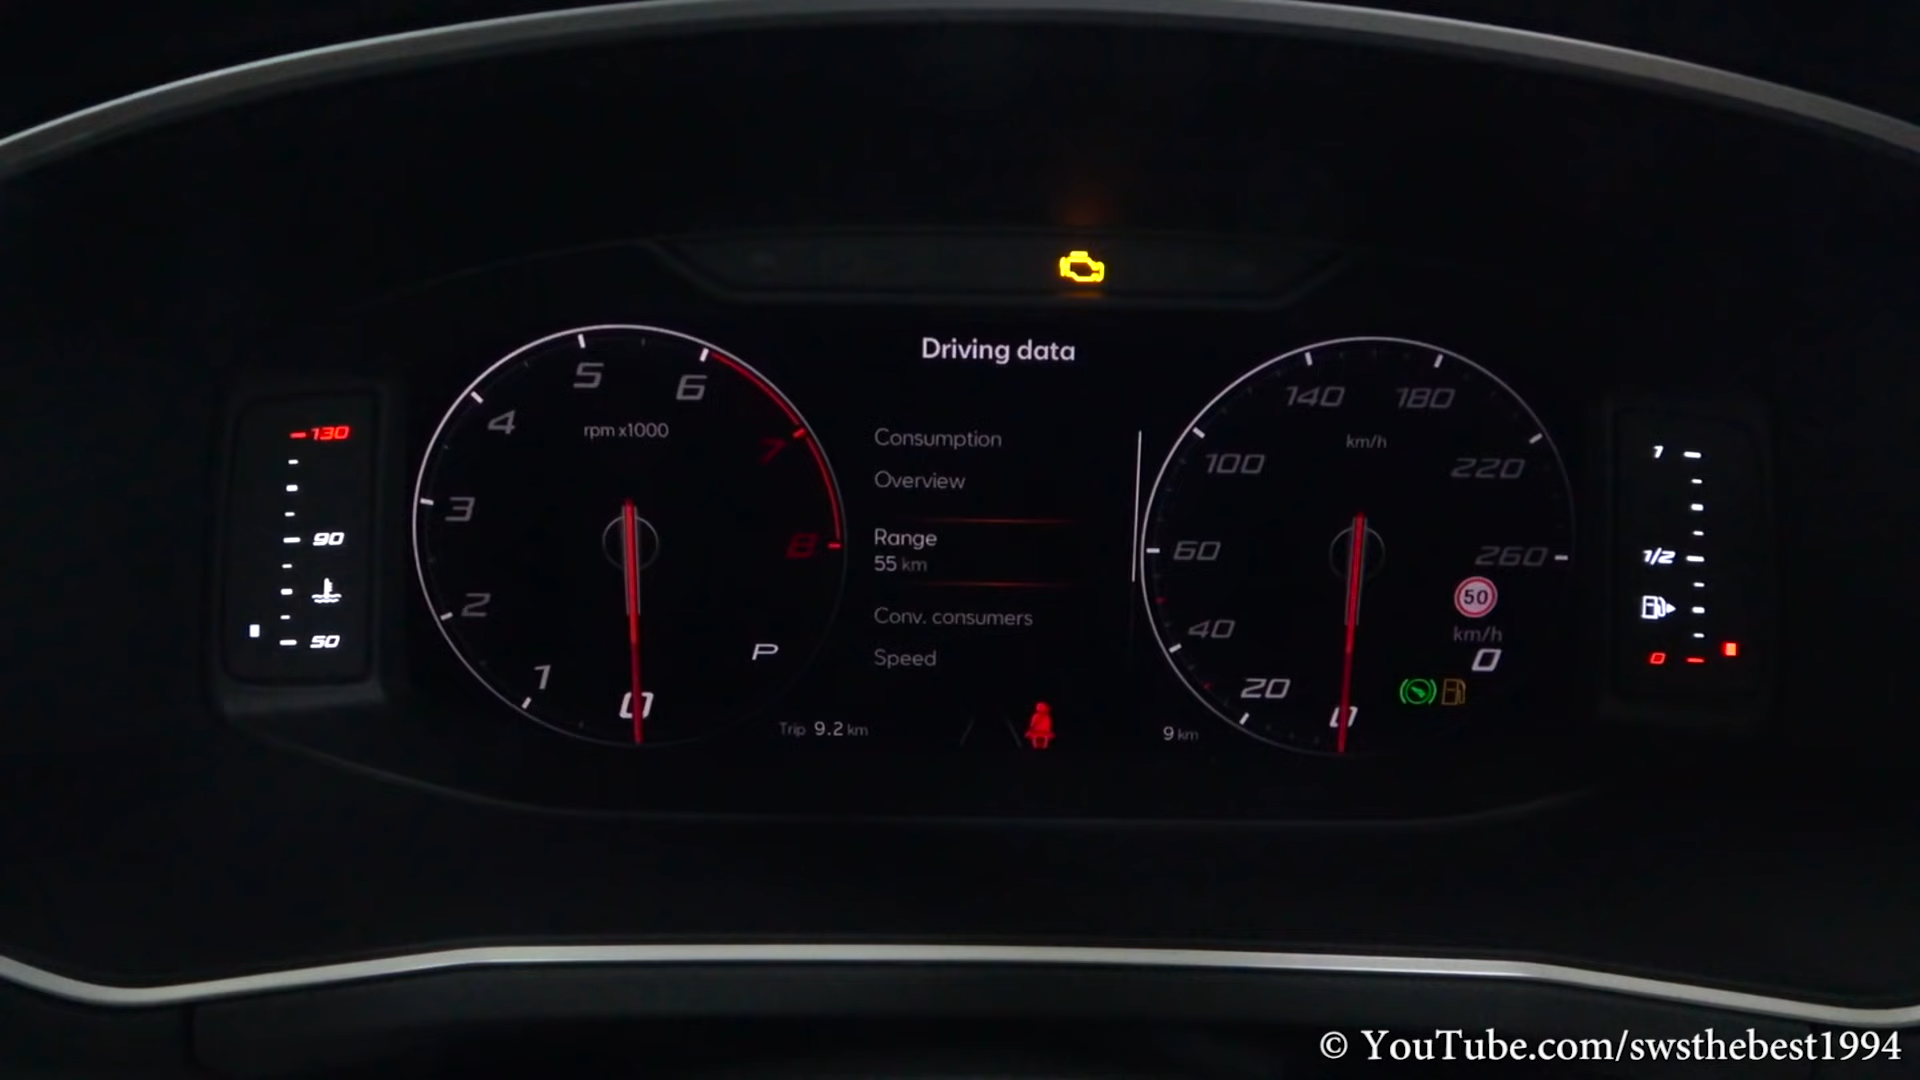 Driving data
130
90
50
rpm x1000
0
1
2
3
4
5
6
7
8
P
Trip 9.2 km
Consumption
Overview
Range
55 km
Conv. consumers
Speed
km/h
0
20
40
60
100
140
180
220
260
50
km/h
0
9 km
1
1/2
0
© YouTube.com/swsthebest1994